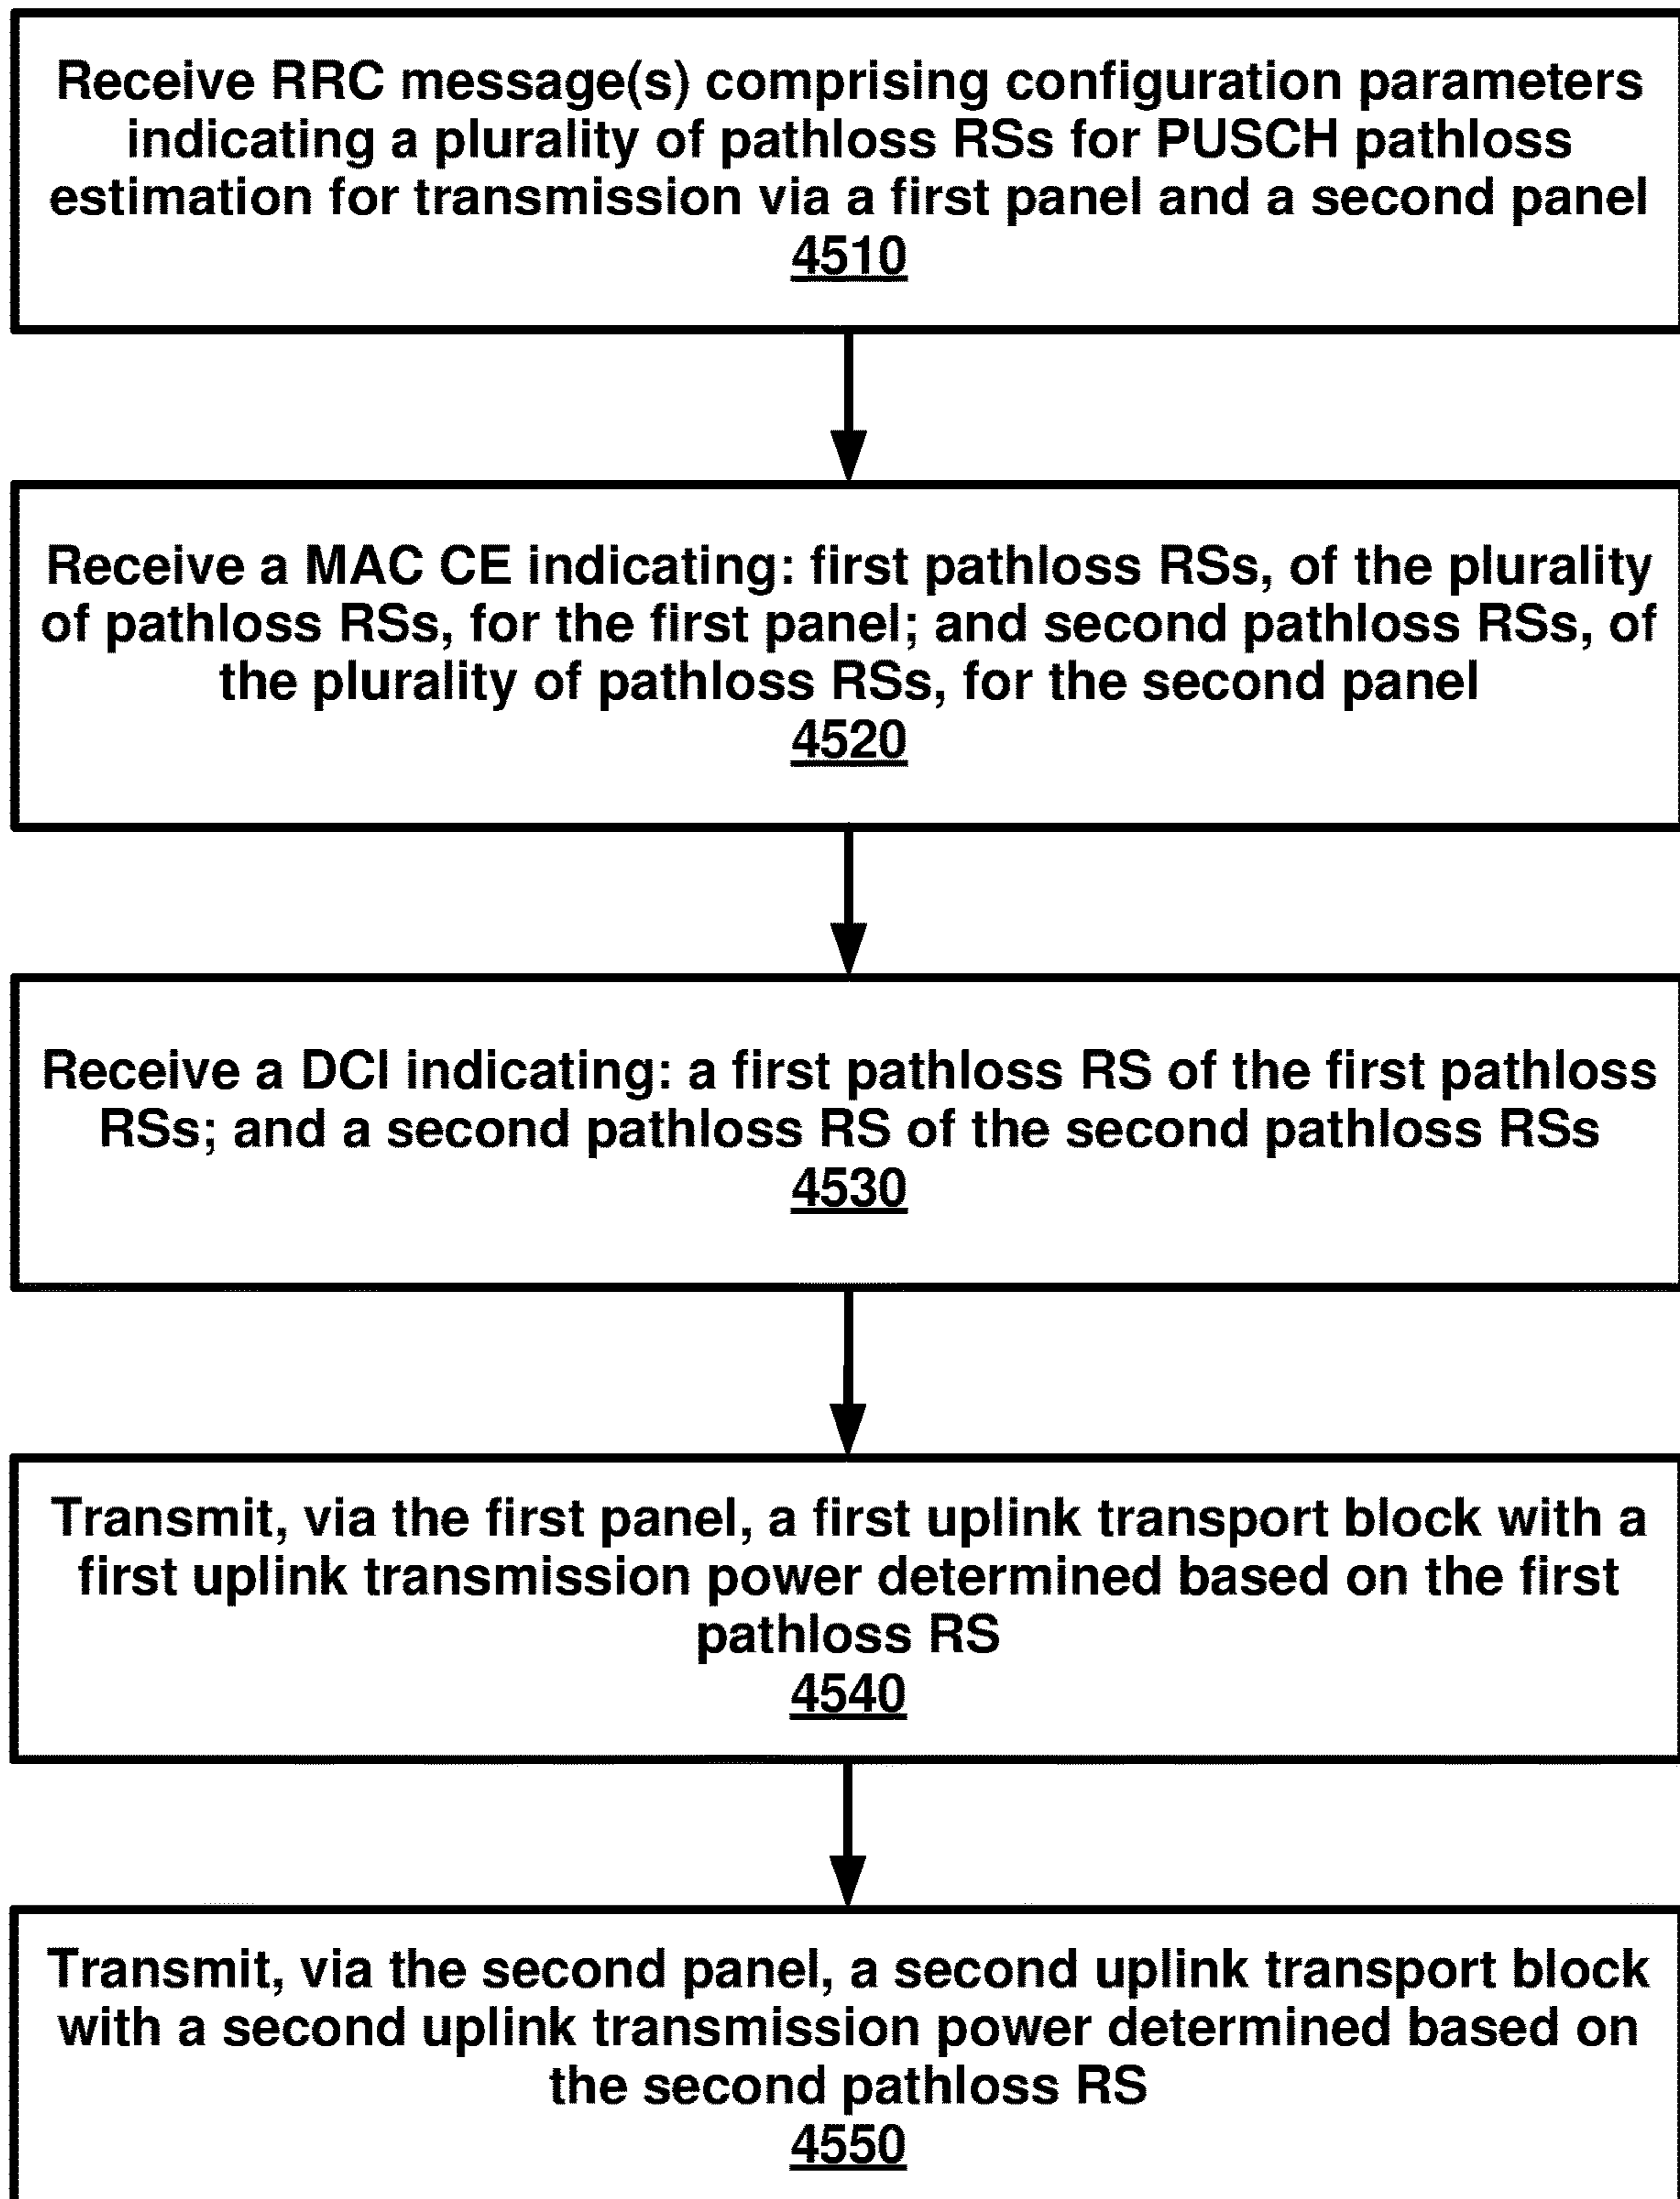 Receive RRC message(s) comprising configuration parameters
indicating a plurality of pathloss RSs for PUSCH pathloss
estimation for transmission via a first panel and a second panel
4510
Receive a MAC CE indicating: first pathloss RSs, of the plurality
of pathloss RSs, for the first panel; and second pathloss RSs, of
the plurality of pathloss RSs, for the second panel
4520
Receive a DCI indicating: a first pathloss RS of the first pathloss
RSs; and a second pathloss RS of the second pathloss RSs
4530
Transmit, via the first panel, a first uplink transport block with a
first uplink transmission power determined based on the first
pathloss RS
4540
Transmit, via the second panel, a second uplink transport block
with a second uplink transmission power determined based on
the second pathloss RS
4550